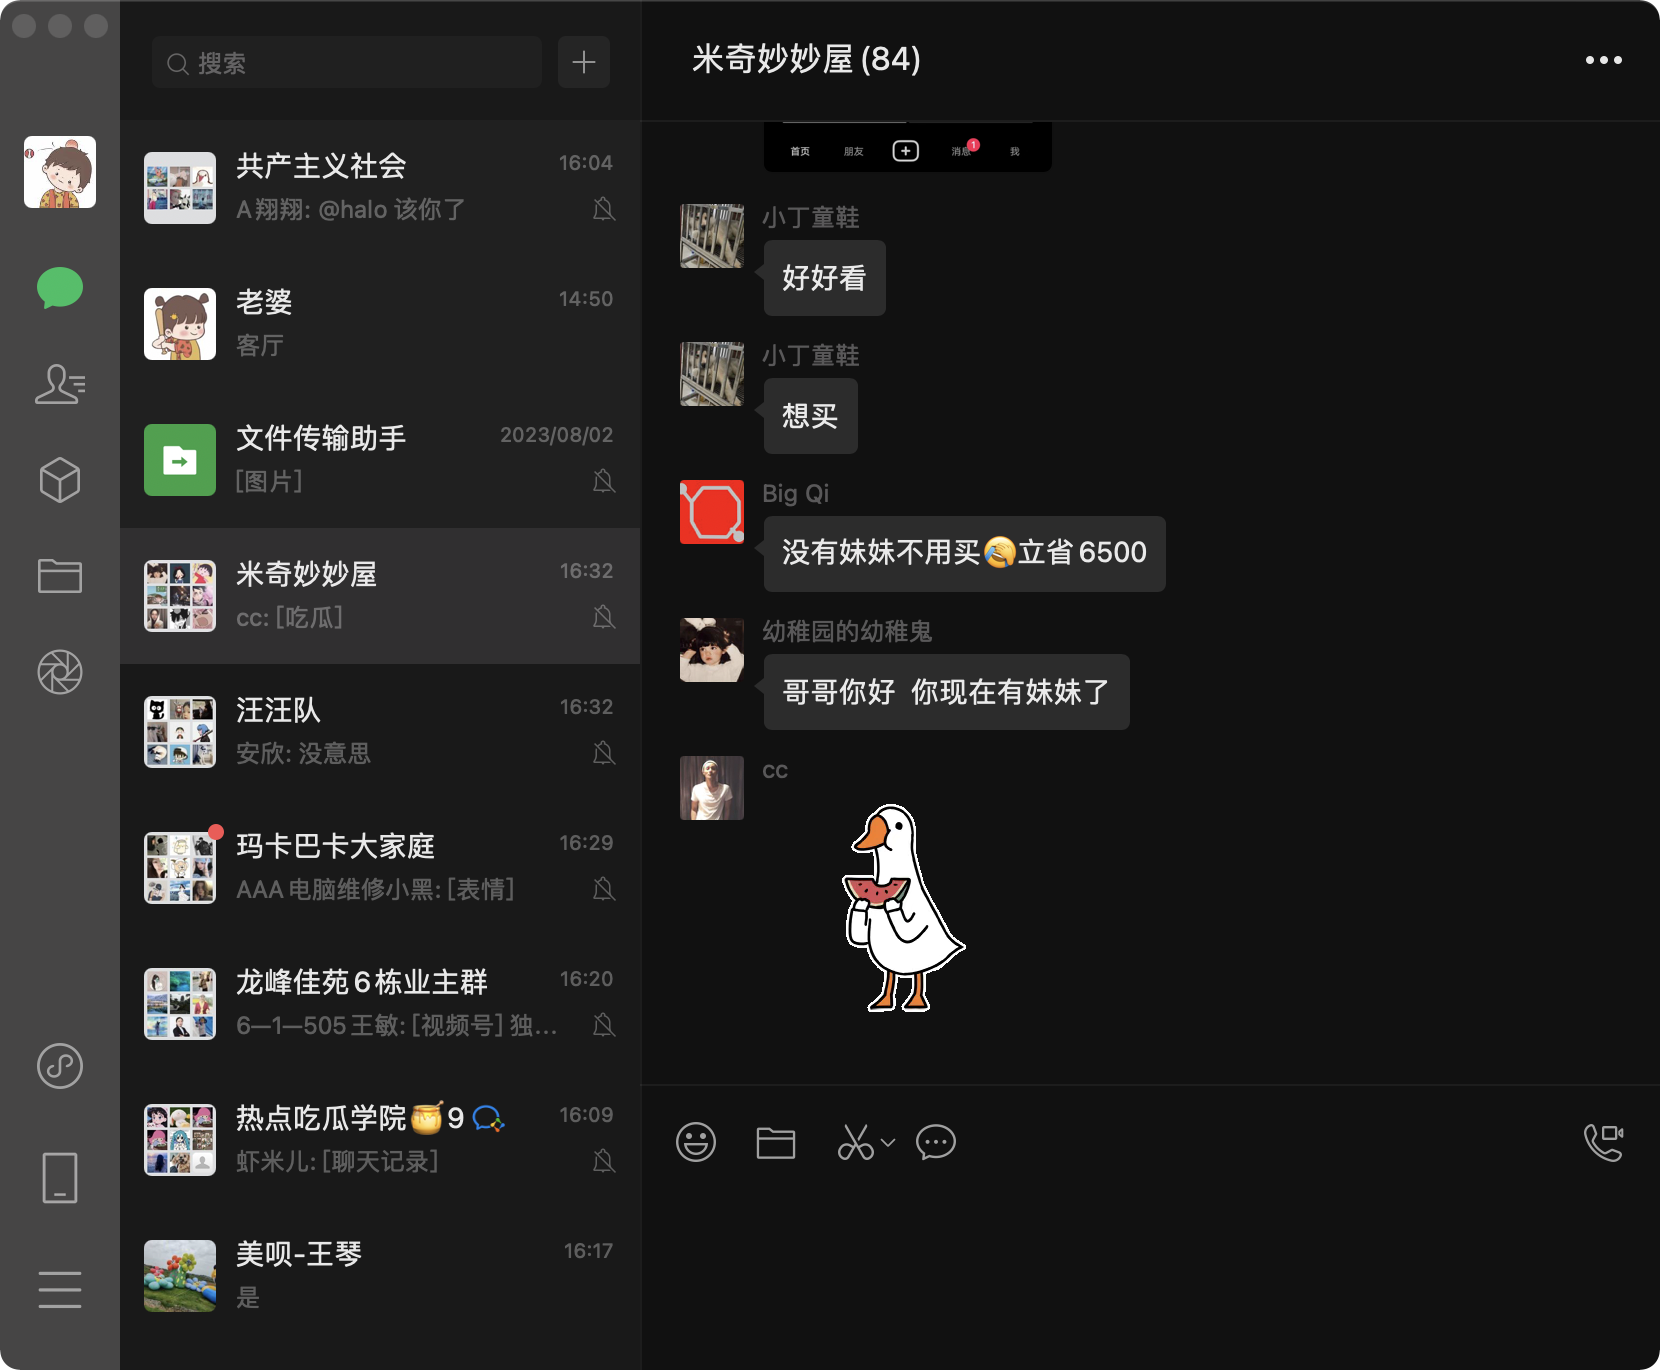 搜索
共产主义社会
16:04
A翔翔: @halo 该你了
老婆
14:50
客厅
文件传输助手
2023/08/02
[图片]
米奇妙妙屋
16:32
cc: [吃瓜]
汪汪队
16:32
安欣: 没意思
玛卡巴卡大家庭
16:29
AAA电脑维修小黑: [表情]
龙峰佳苑6栋业主群
16:20
6—1—505王敏: [视频号] 独...
热点吃瓜学院🍯9
16:09
虾米儿: [聊天记录]
美呗-王琴
16:17
是
米奇妙妙屋 (84)
首页 朋友 消息 1 我
小丁童鞋
好好看
小丁童鞋
想买
Big Qi
没有妹妹不用买🤣立省6500
幼稚园的幼稚鬼
哥哥你好 你现在有妹妹了
cc